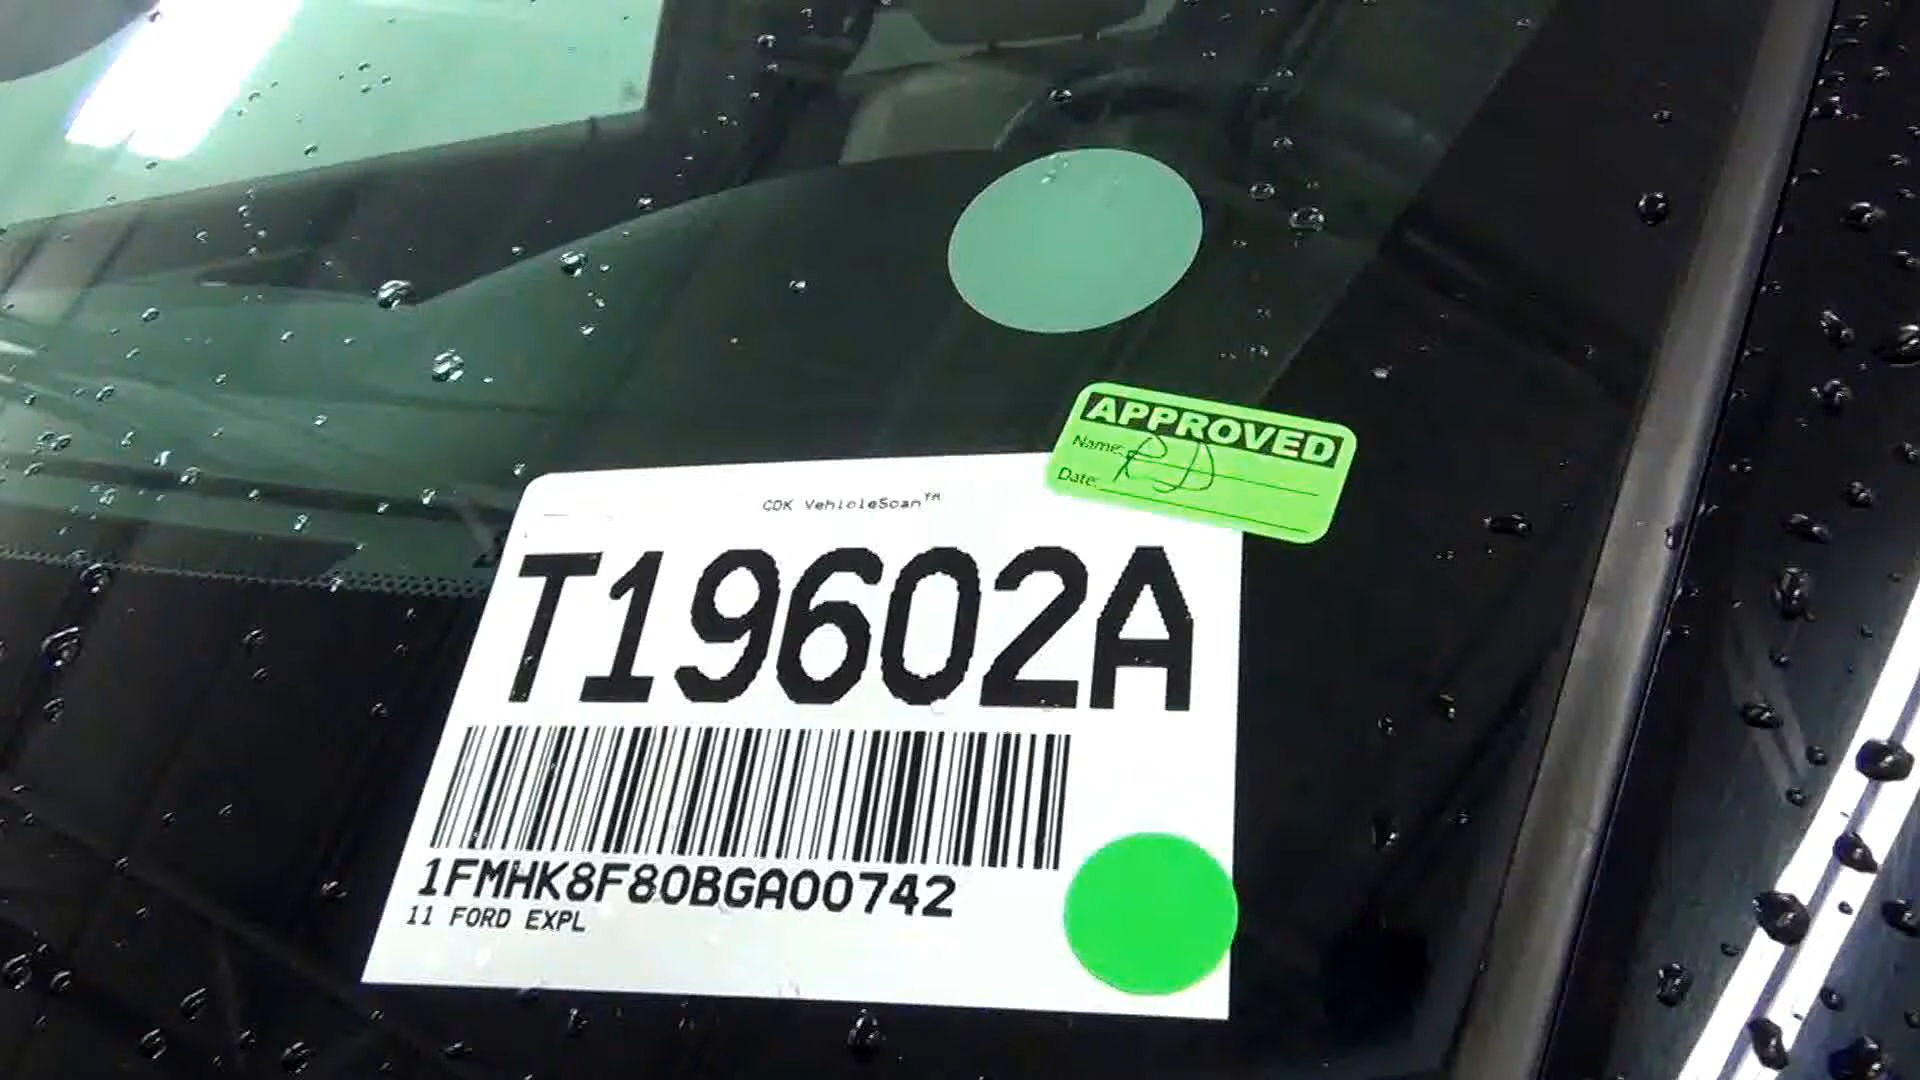 APPROVED
Name: RD
Date:
CDK VehicleScan™
T19602A
1FMHK8F80BGA00742
11 FORD EXPL